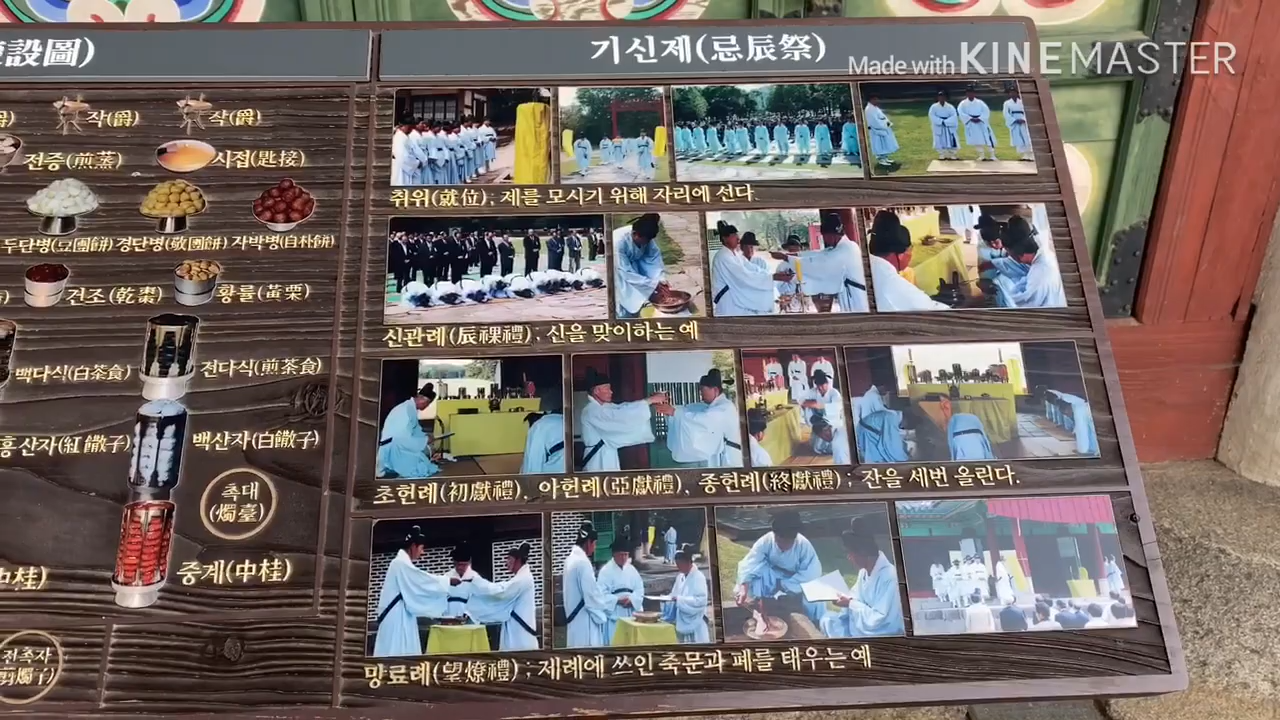 設圖)
작(爵) 작(爵)
전증(煎蒸) 시접(匙楪)
두단병(豆團餠) 경단병(敬團餠) 자박병(自朴餠)
건조(乾棗) 황률(黃栗)
백다식(白茶食) 전다식(煎茶食)
홍산자(紅饊子) 백산자(白饊子)
촉대
(燭臺)
中桂) 중계(中桂)
전촉자
기신제(忌辰祭)
취위(就位) ; 제를 모시기 위해 자리에 선다.
신관례(辰祼禮) ; 신을 맞이하는 예
초헌례(初獻禮), 아헌례(亞獻禮), 종헌례(終獻禮) ; 잔을 세번 올린다.
망료례(望燎禮) ; 제례에 쓰인 축문과 폐를 태우는 예
Made with KINEMASTER